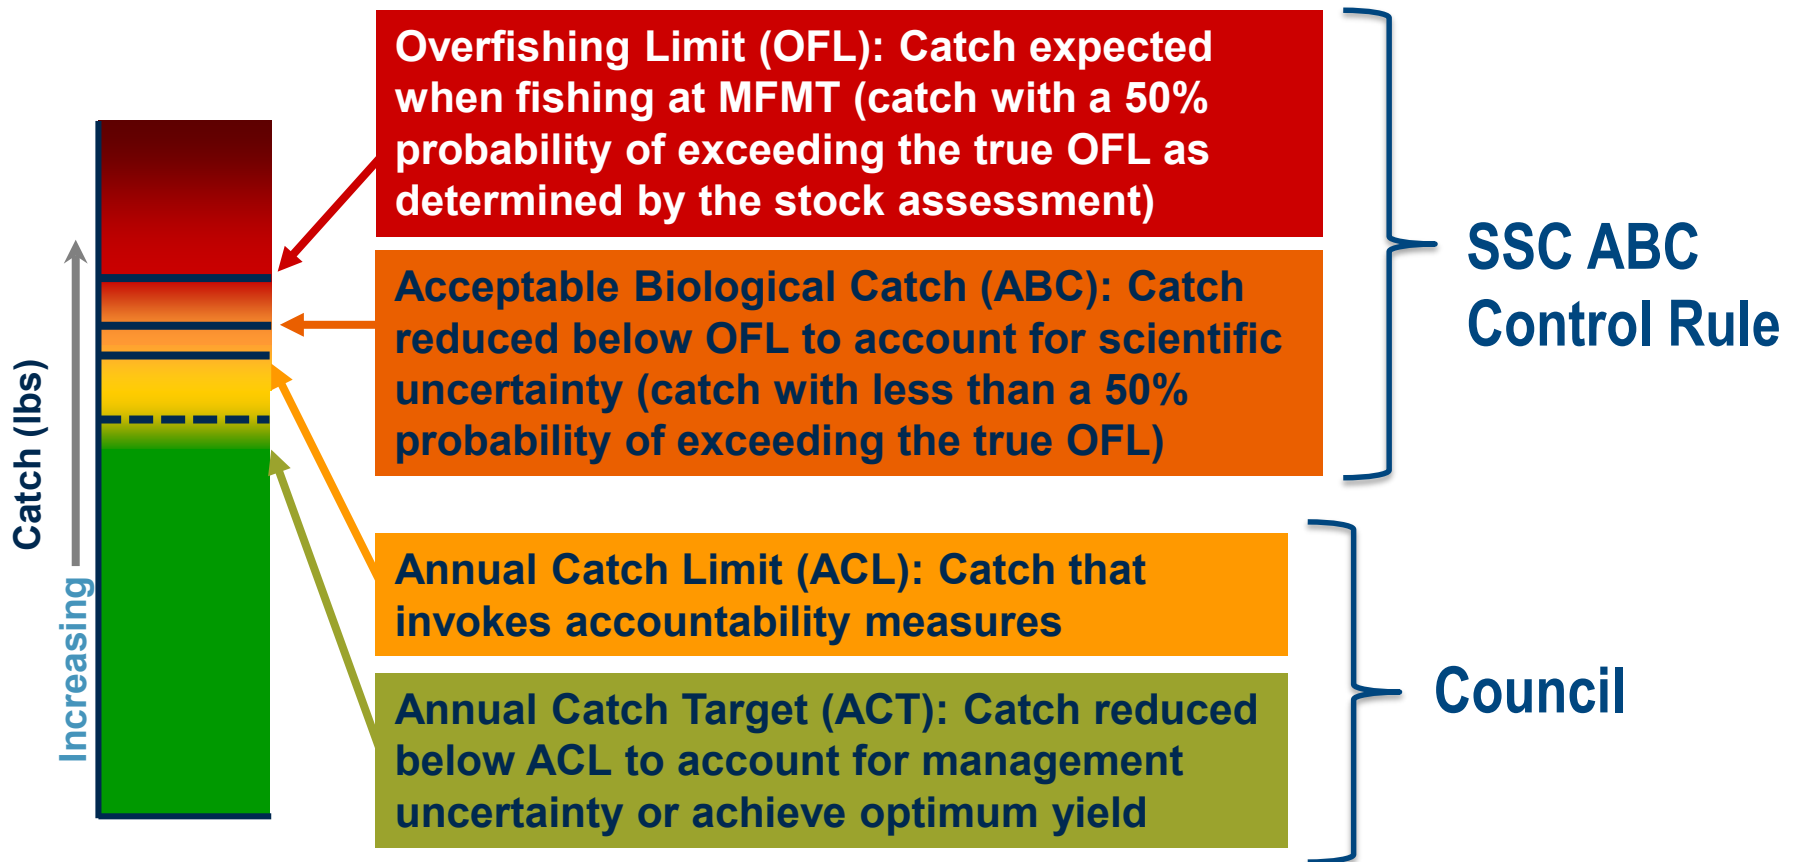 Overfishing Limit (OFL): Catch expected
when fishing at MFMT (catch with a 50%
probability of exceeding the true OFL as
determined by the stock assessment)
Acceptable Biological Catch (ABC): Catch
reduced below OFL to account for scientific
uncertainty (catch with less than a 50%
probability of exceeding the true OFL)
SSC ABC
Control Rule
Annual Catch Limit (ACL): Catch that
invokes accountability measures
Annual Catch Target (ACT): Catch reduced
below ACL to account for management
uncertainty or achieve optimum yield
Council
Catch (lbs)
Increasing